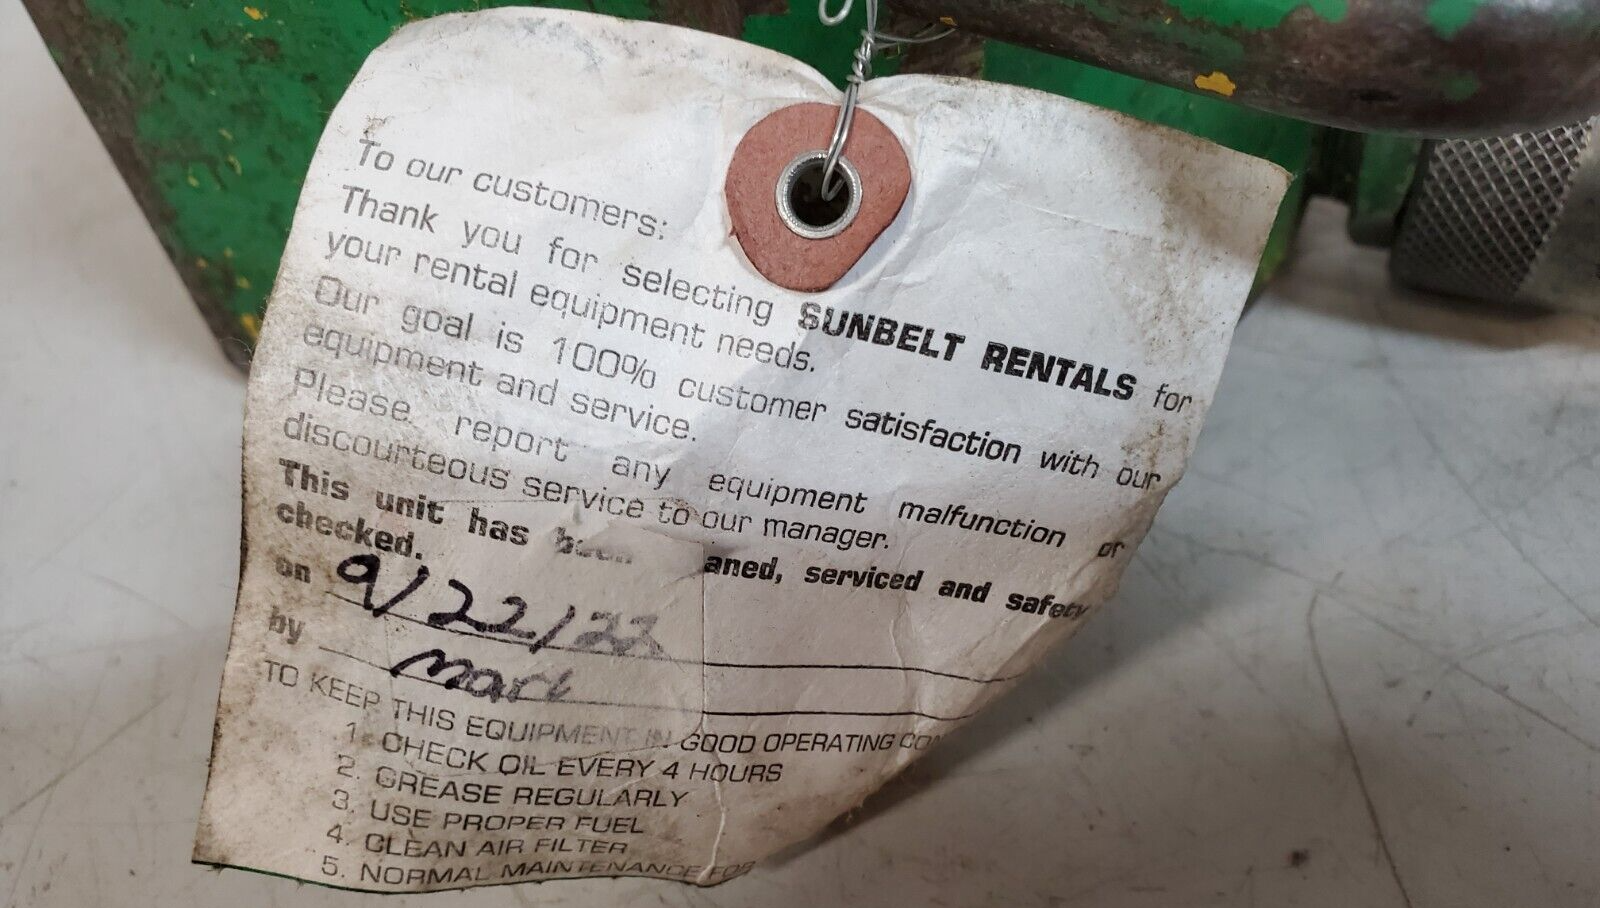 To our customers:
Thank you for selecting SUNBELT RENTALS for
your rental equipment needs.
Our goal is 100% customer satisfaction with our
equipment and service.
Please report any equipment malfunction or
discourteous service to our manager.
This unit has been aned, serviced and safety
checked.
on 9/22/22
by Mark
TO KEEP THIS EQUIPMENT IN GOOD OPERATING CON
1. CHECK OIL EVERY 4 HOURS
2. GREASE REGULARLY
3. USE PROPER FUEL
4. CLEAN AIR FILTER
5. NORMAL MAINTENANCE FOR